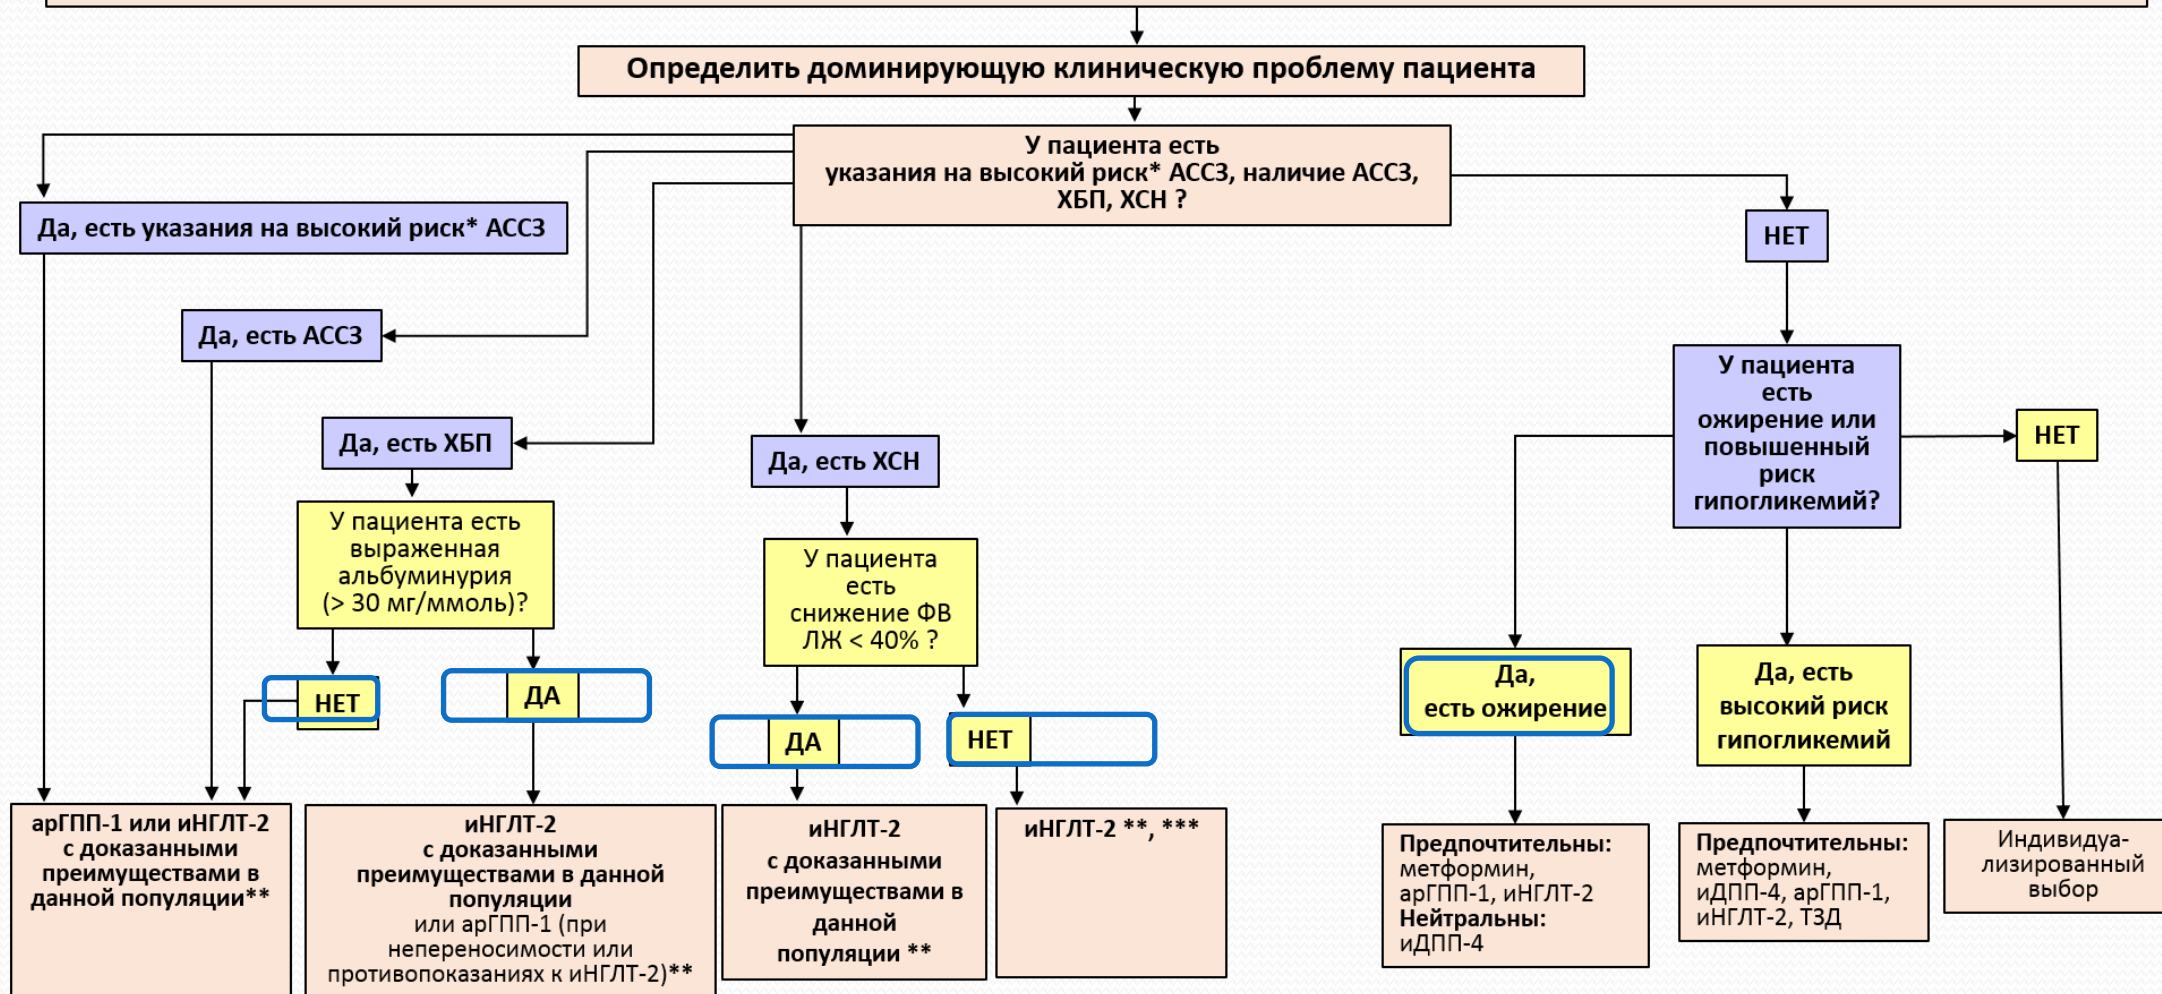 Определить доминирующую клиническую проблему пациента
У пациента есть
указания на высокий риск* АССЗ, наличие АССЗ,
ХБП, ХСН ?
Да, есть указания на высокий риск* АССЗ
НЕТ
Да, есть АССЗ
У пациента
есть
ожирение или
повышенный
риск
гипогликемий?
НЕТ
Да, есть ХБП
Да, есть ХСН
У пациента есть
выраженная
альбуминурия
(> 30 мг/ммоль)?
У пациента
есть
снижение ФВ
ЛЖ < 40% ?
НЕТ
ДА
ДА
НЕТ
Да,
есть ожирение
Да, есть
высокий риск
гипогликемий
арГПП-1 или иНГЛТ-2
с доказанными
преимуществами в
данной популяции**
иНГЛТ-2
с доказанными
преимуществами в данной
популяции
или арГПП-1 (при
непереносимости или
противопоказаниях к иНГЛТ-2)**
иНГЛТ-2
с доказанными
преимуществами в
данной
популяции **
иНГЛТ-2 **, ***
Предпочтительны:
метформин,
арГПП-1, иНГЛТ-2
Нейтральны:
иДПП-4
Предпочтительны:
метформин,
иДПП-4, арГПП-1,
иНГЛТ-2, ТЗД
Индивидуа-
лизированный
выбор